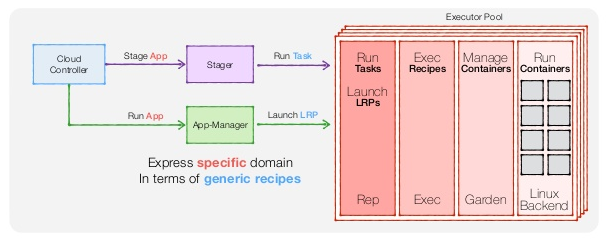 Executor Pool
Cloud
Controller
Stage App
Stager
Run Task
Run App
App-Manager
Launch LRP
Express specific domain
In terms of generic recipes
Run
Tasks
Launch
LRPs
Rep
Exec
Recipes
Exec
Manage
Containers
Garden
Run
Containers
Linux
Backend